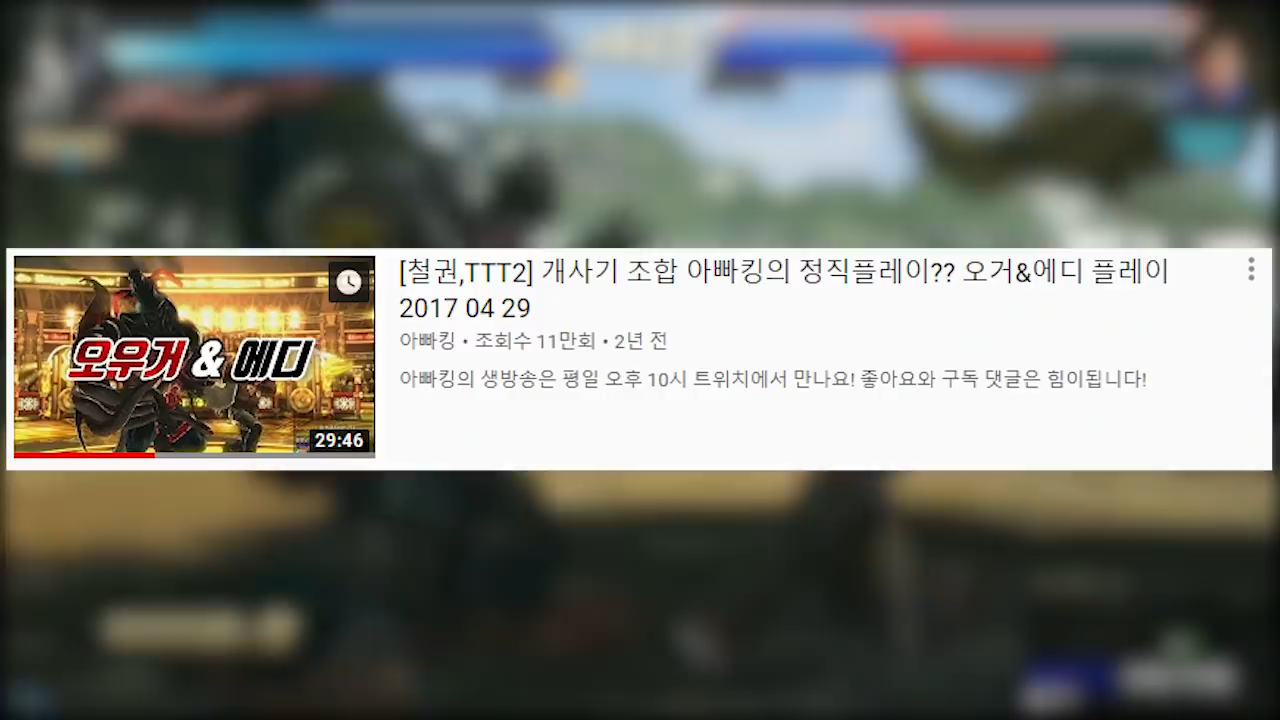 [철권,TTT2] 개사기 조합 아빠킹의 정직플레이?? 오거&에디 플레이
2017 04 29
아빠킹 • 조회수 11만회 • 2년 전
오우거 & 에디
아빠킹의 생방송은 평일 오후 10시 트위치에서 만나요! 좋아요와 구독 댓글은 힘이됩니다!
29:46